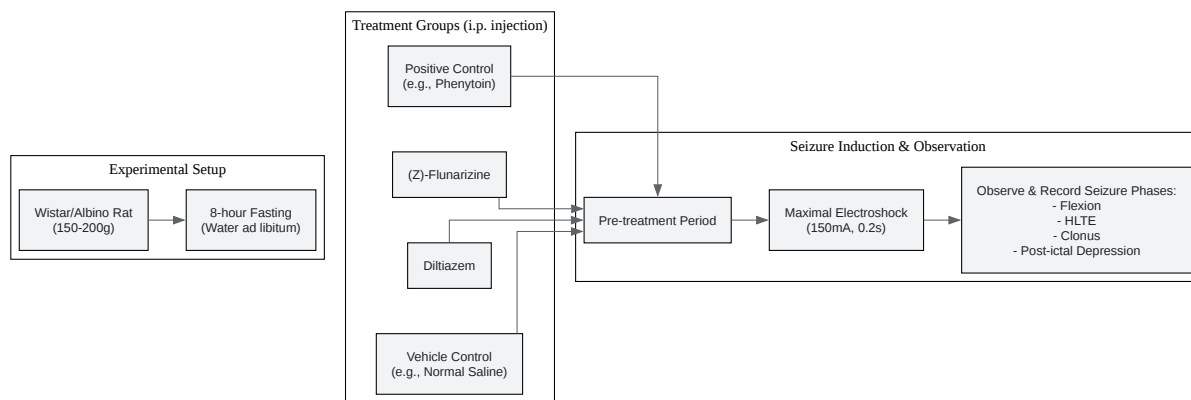 Experimental Setup
Wistar/Albino Rat
(150-200g)
8-hour Fasting
(Water ad libitum)
Treatment Groups (i.p. injection)
Positive Control
(e.g., Phenytoin)
(Z)-Flunarizine
Diltiazem
Vehicle Control
(e.g., Normal Saline)
Seizure Induction & Observation
Pre-treatment Period
Maximal Electroshock
(150mA, 0.2s)
Observe & Record Seizure Phases:
- Flexion
- HLTE
- Clonus
- Post-ictal Depression